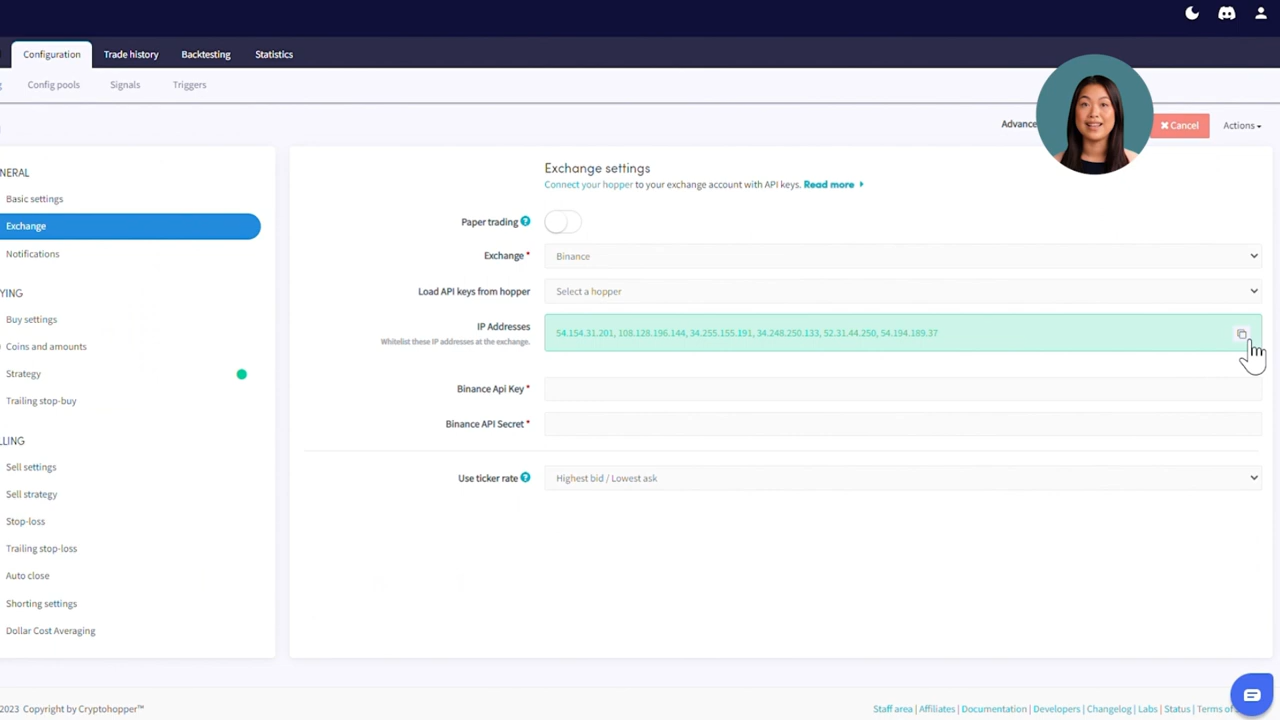 Configuration
Trade history
Backtesting
Statistics
Config pools
Signals
Triggers
Advance
Cancel
Actions
NERAL
Basic settings
Exchange
Notifications
YING
Buy settings
Coins and amounts
Strategy
Trailing stop-buy
LLING
Sell settings
Sell strategy
Stop-loss
Trailing stop-loss
Auto close
Shorting settings
Dollar Cost Averaging
Exchange settings
Connect your hopper to your exchange account with API keys. Read more
Paper trading
Exchange *
Binance
Load API keys from hopper
Select a hopper
IP Addresses
Whitelist these IP addresses at the exchange.
54.154.31.201, 108.128.196.144, 34.255.155.191, 34.248.250.133, 52.31.44.250, 54.194.189.37
Binance Api Key *
Binance API Secret *
Use ticker rate
Highest bid / Lowest ask
2023 Copyright by Cryptohopper™
Staff area | Affiliates | Documentation | Developers | Changelog | Labs | Status | Terms of